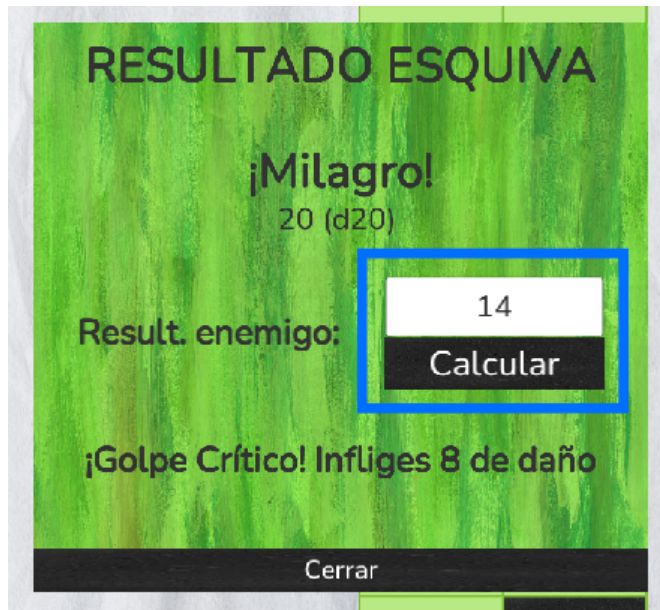 RESULTADO ESQUIVA
¡Milagro!
20 (d20)
Result. enemigo:
14
Calcular
¡Golpe Crítico! Infliges 8 de daño
Cerrar